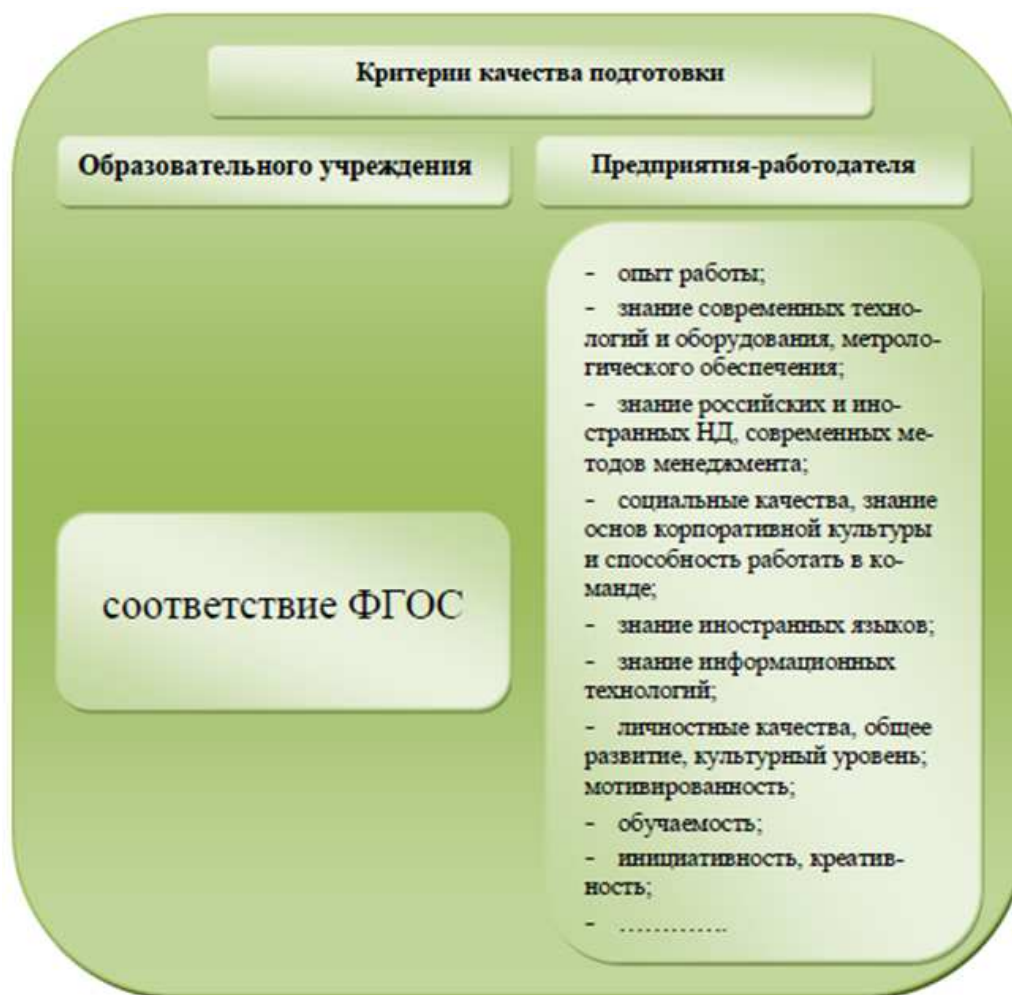 Критерии качества подготовки
Образовательного учреждения
Предприятия-работодателя
соответствие ФГОС
- опыт работы;
- знание современных техно-
логий и оборудования, метроло-
гического обеспечения;
- знание российских и ино-
странных НД, современных ме-
тодов менеджмента;
- социальные качества, знание
основ корпоративной культуры
и способность работать в ко-
манде;
- знание иностранных языков;
- знание информационных
технологий;
- личностные качества, общее
развитие, культурный уровень;
мотивированность;
- обучаемость;
- инициативность, креатив-
ность;
- ………….